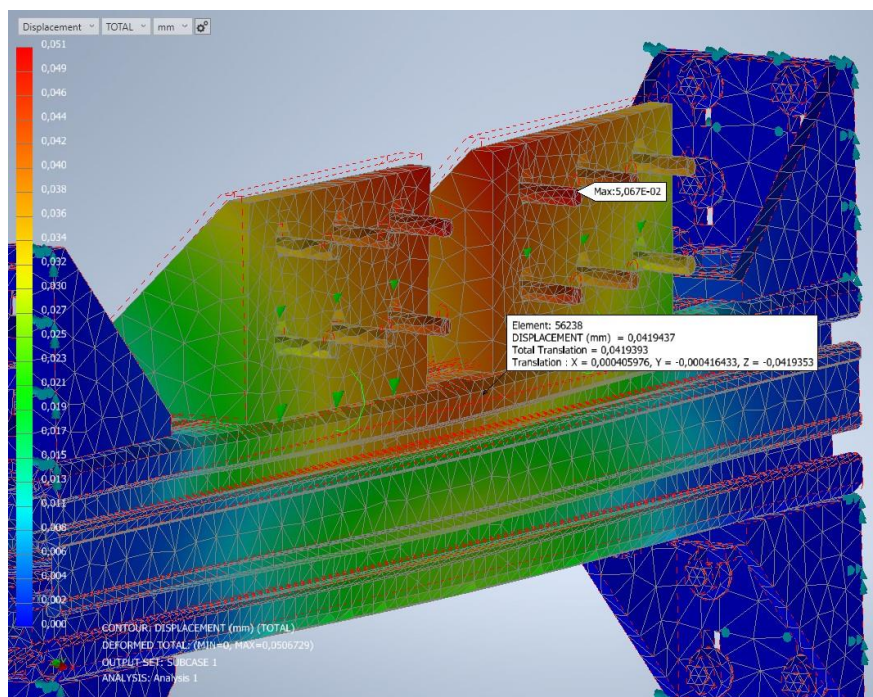 Displacement TOTAL mm
0,051
0,049
0,046
0,044
0,042
0,040
0,038
0,036
0,034
0,032
0,030
0,029
0,027
0,025
0,023
0,021
0,019
0,017
0,015
0,013
0,011
0,008
0,006
0,004
0,002
0,000
Max:5,067E-02
Element: 56238
DISPLACEMENT (mm) = 0,0419437
Total Translation = 0,0419393
Translation : X = 0,000405976, Y = -0,000416433, Z = -0,0419353
CONTOUR: DISPLACEMENT (mm) (TOTAL)
DEFORMED TOTAL: (MIN=0, MAX=0,0506729)
OUTPUT SET: SUBCASE 1
ANALYSIS: Analysis 1